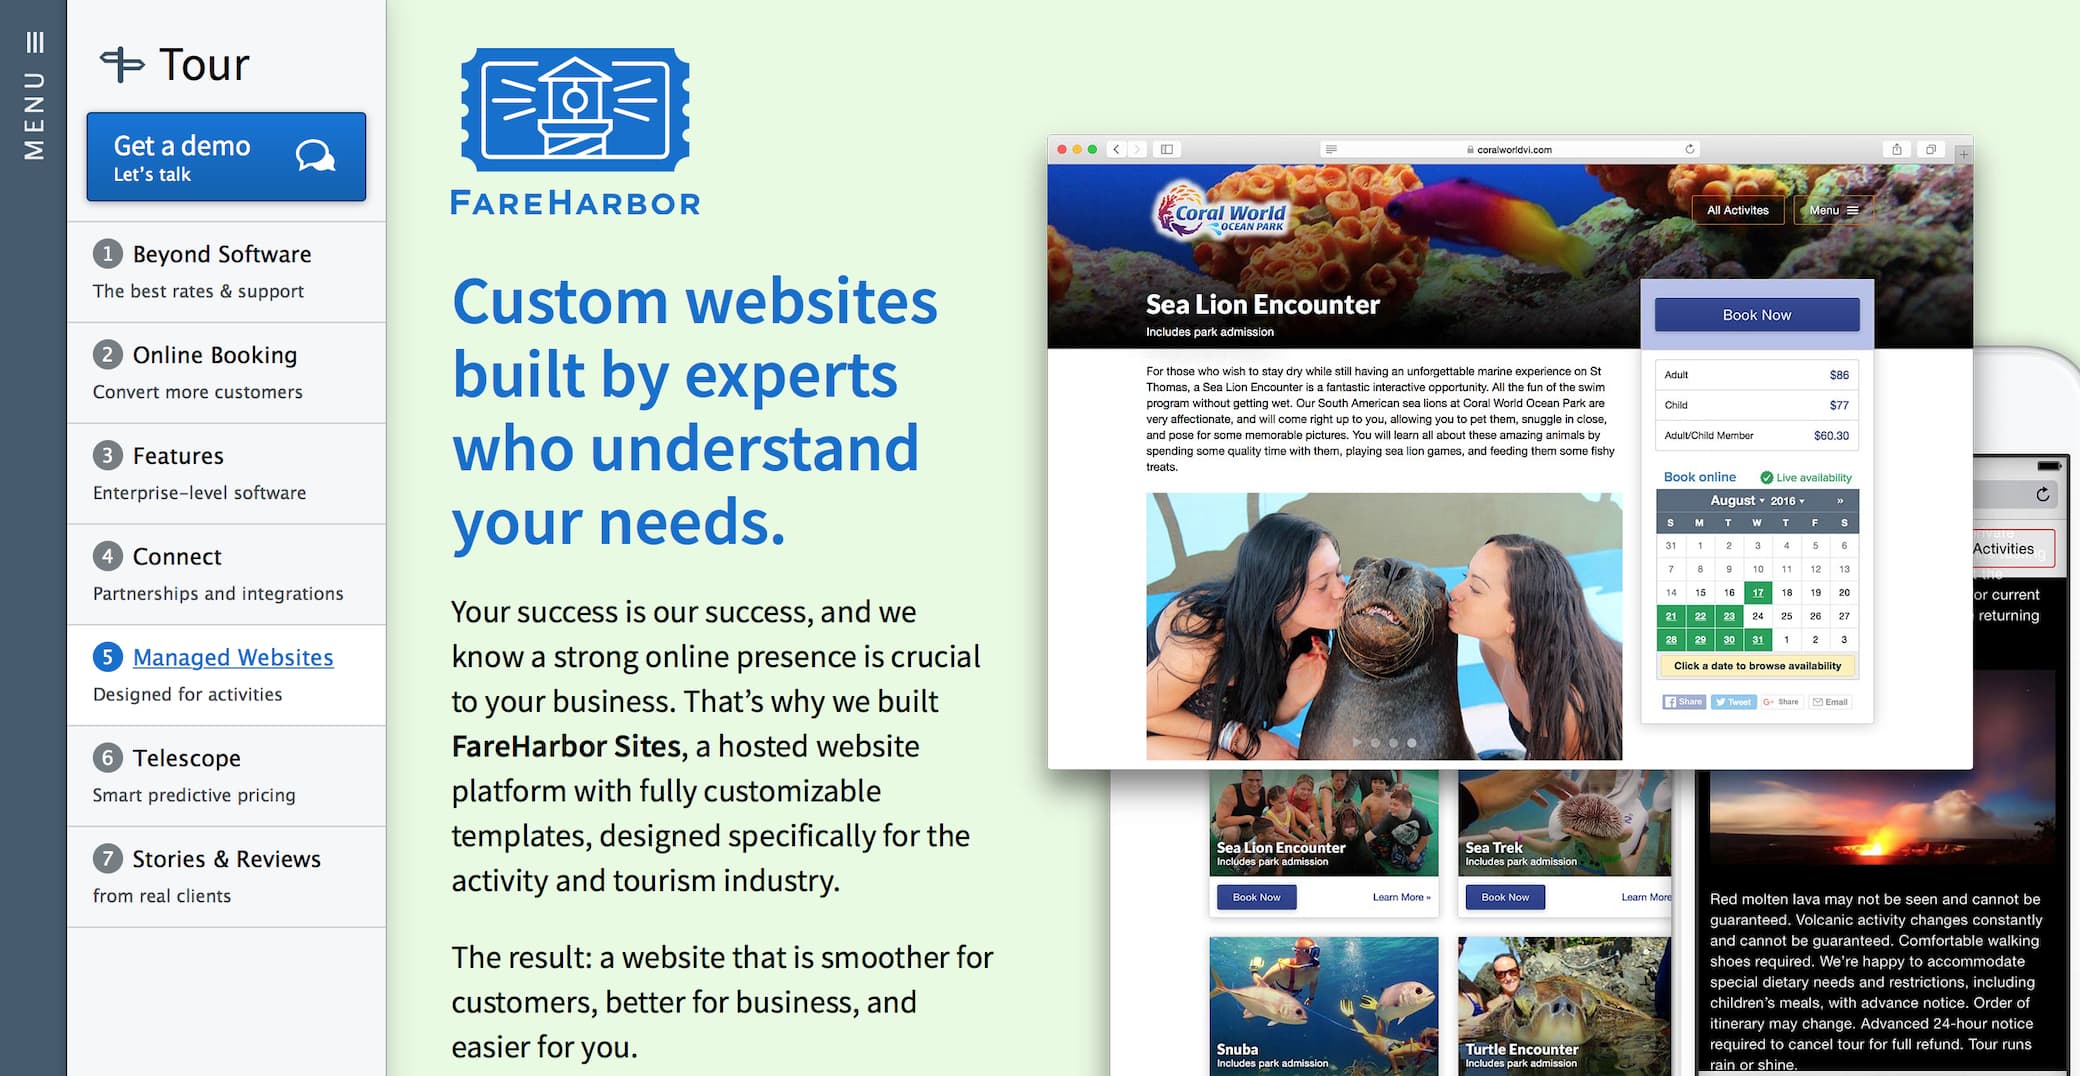 MENU
Tour
Get a demo
Let's talk
1 Beyond Software
The best rates & support
2 Online Booking
Convert more customers
3 Features
Enterprise-level software
4 Connect
Partnerships and integrations
5 Managed Websites
Designed for activities
6 Telescope
Smart predictive pricing
7 Stories & Reviews
from real clients
FAREHARBOR
Custom websites
built by experts
who understand
your needs.
Your success is our success, and we
know a strong online presence is crucial
to your business. That's why we built
FareHarbor Sites, a hosted website
platform with fully customizable
templates, designed specifically for the
activity and tourism industry.
The result: a website that is smoother for
customers, better for business, and
easier for you.
coralworldvi.com
Coral World
OCEAN PARK
All Activites
Menu
Sea Lion Encounter
Includes park admission
For those who wish to stay dry while still having an unforgettable marine experience on St
Thomas, a Sea Lion Encounter is a fantastic interactive opportunity. All the fun of the swim
program without getting wet. Our South American sea lions at Coral World Ocean Park are
very affectionate, and will come right up to you, allowing you to pet them, snuggle in close,
and pose for some memorable pictures. You will learn all about these amazing animals by
spending some quality time with them, playing sea lion games, and feeding them some fishy
treats.
Book Now
Adult $86
Child $77
Adult/Child Member $60.30
Book online Live availability
August 2016 »
S M T W T F S
31 1 2 3 4 5 6
7 8 9 10 11 12 13
14 15 16 17 18 19 20
21 22 23 24 25 26 27
28 29 30 31 1 2 3
Click a date to browse availability
Share Tweet G+ Share Email
Sea Lion Encounter
Includes park admission
Book Now Learn More »
Sea Trek
Includes park admission
Book Now Learn More
Snuba
Includes park admission
Turtle Encounter
Includes park admission
Activities
or current
returning
Red molten lava may not be seen and cannot be
guaranteed. Volcanic activity changes constantly
and cannot be guaranteed. Comfortable walking
shoes required. We're happy to accommodate
special dietary needs and restrictions, including
children's meals, with advance notice. Order of
itinerary may change. Advanced 24-hour notice
required to cancel tour for full refund. Tour runs
rain or shine.